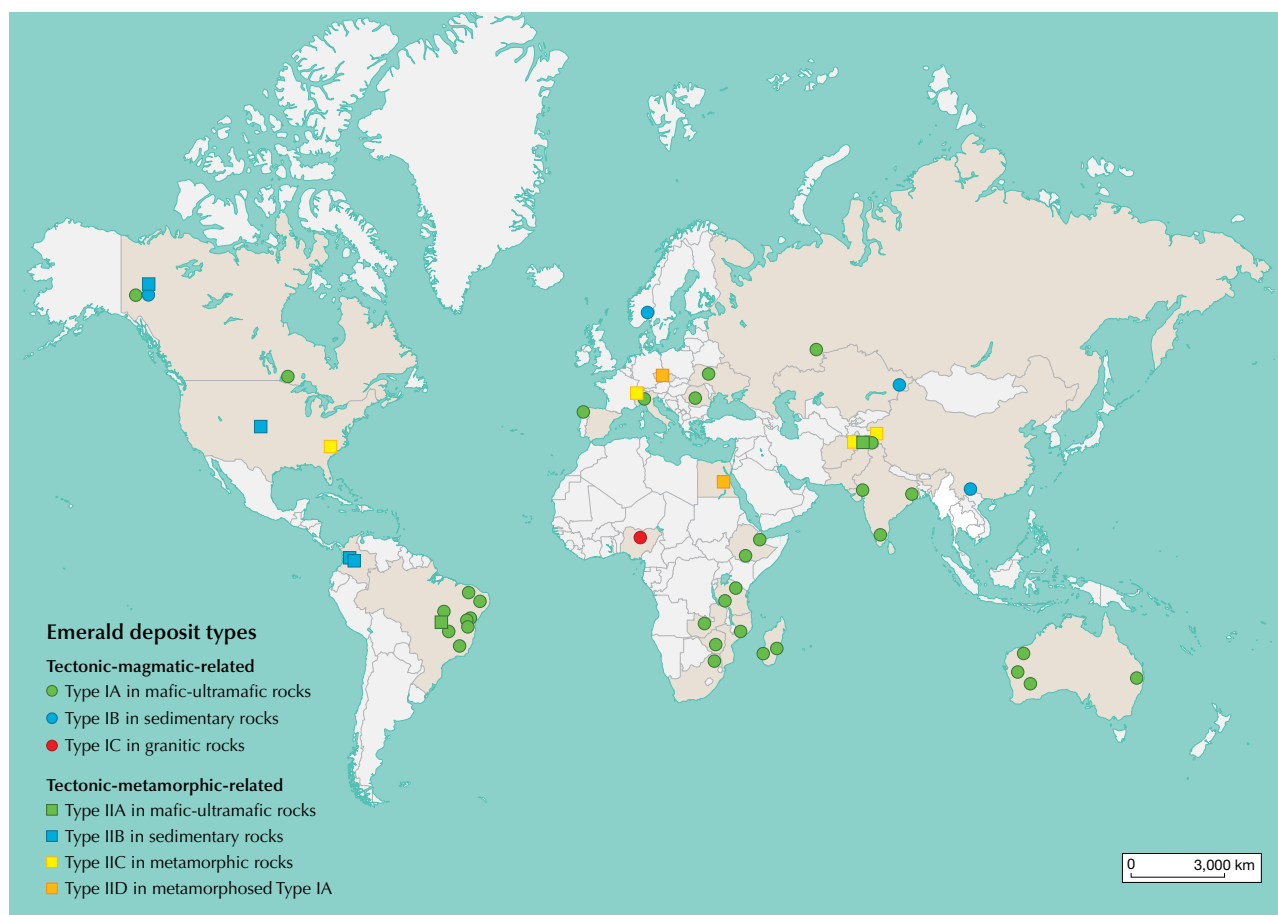 Emerald deposit types
Tectonic-magmatic-related
Type IA in mafic-ultramafic rocks
Type IB in sedimentary rocks
Type IC in granitic rocks
Tectonic-metamorphic-related
Type IIA in mafic-ultramafic rocks
Type IIB in sedimentary rocks
Type IIC in metamorphic rocks
Type IID in metamorphosed Type IA
0 3,000 km